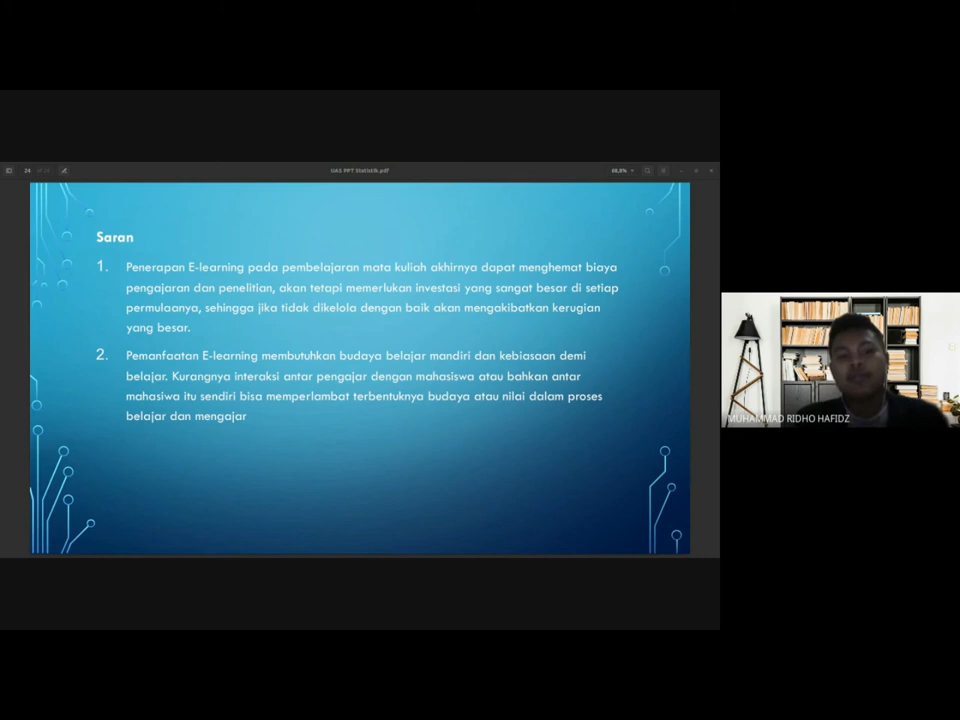 24 of 24
UAS PPT Statistik.pdf
Saran
1. Penerapan E-learning pada pembelajaran mata kuliah akhirnya dapat menghemat biaya
pengajaran dan penelitian, akan tetapi memerlukan investasi yang sangat besar di setiap
permulaanya, sehingga jika tidak dikelola dengan baik akan mengakibatkan kerugian
yang besar.
2. Pemanfaatan E-learning membutuhkan budaya belajar mandiri dan kebiasaan demi
belajar. Kurangnya interaksi antar pengajar dengan mahasiswa atau bahkan antar
mahasiwa itu sendiri bisa memperlambat terbentuknya budaya atau nilai dalam proses
belajar dan mengajar
MUHAMMAD RIDHO HAFIDZ